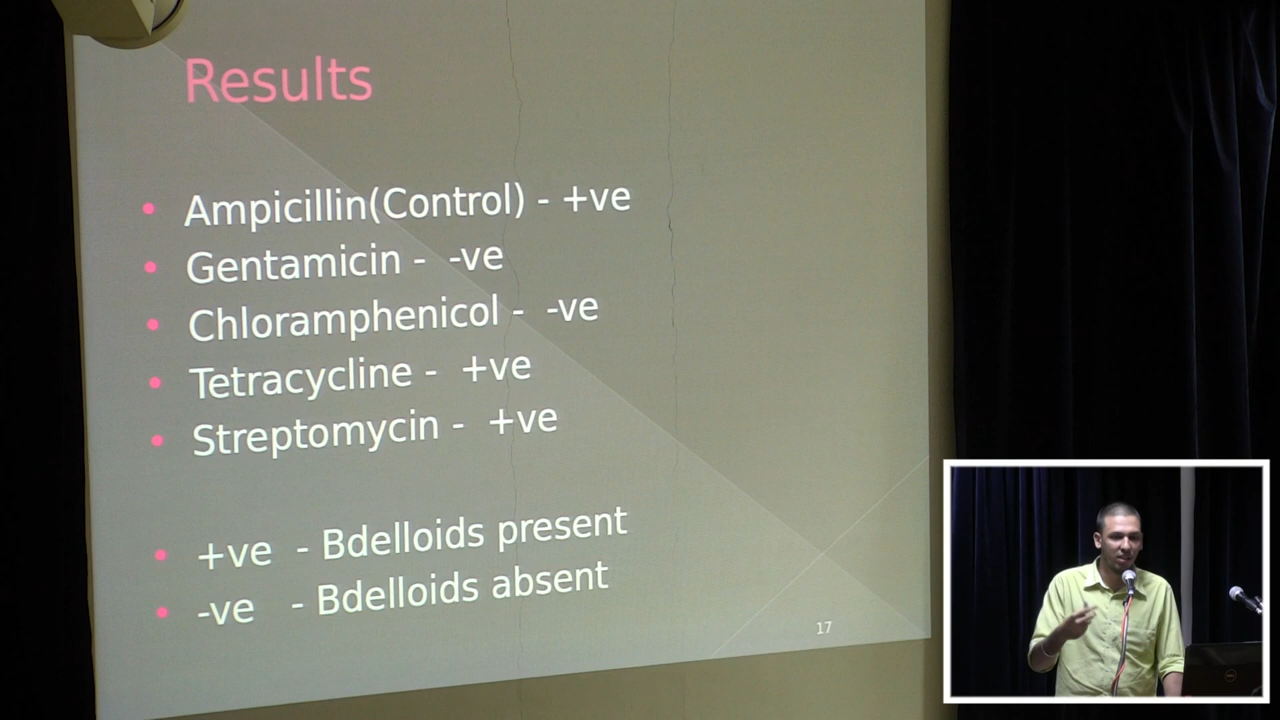 Results
• Ampicillin(Control) - +ve
• Gentamicin - -ve
• Chloramphenicol - -ve
• Tetracycline - +ve
• Streptomycin - +ve
• +ve - Bdelloids present
• -ve - Bdelloids absent
17